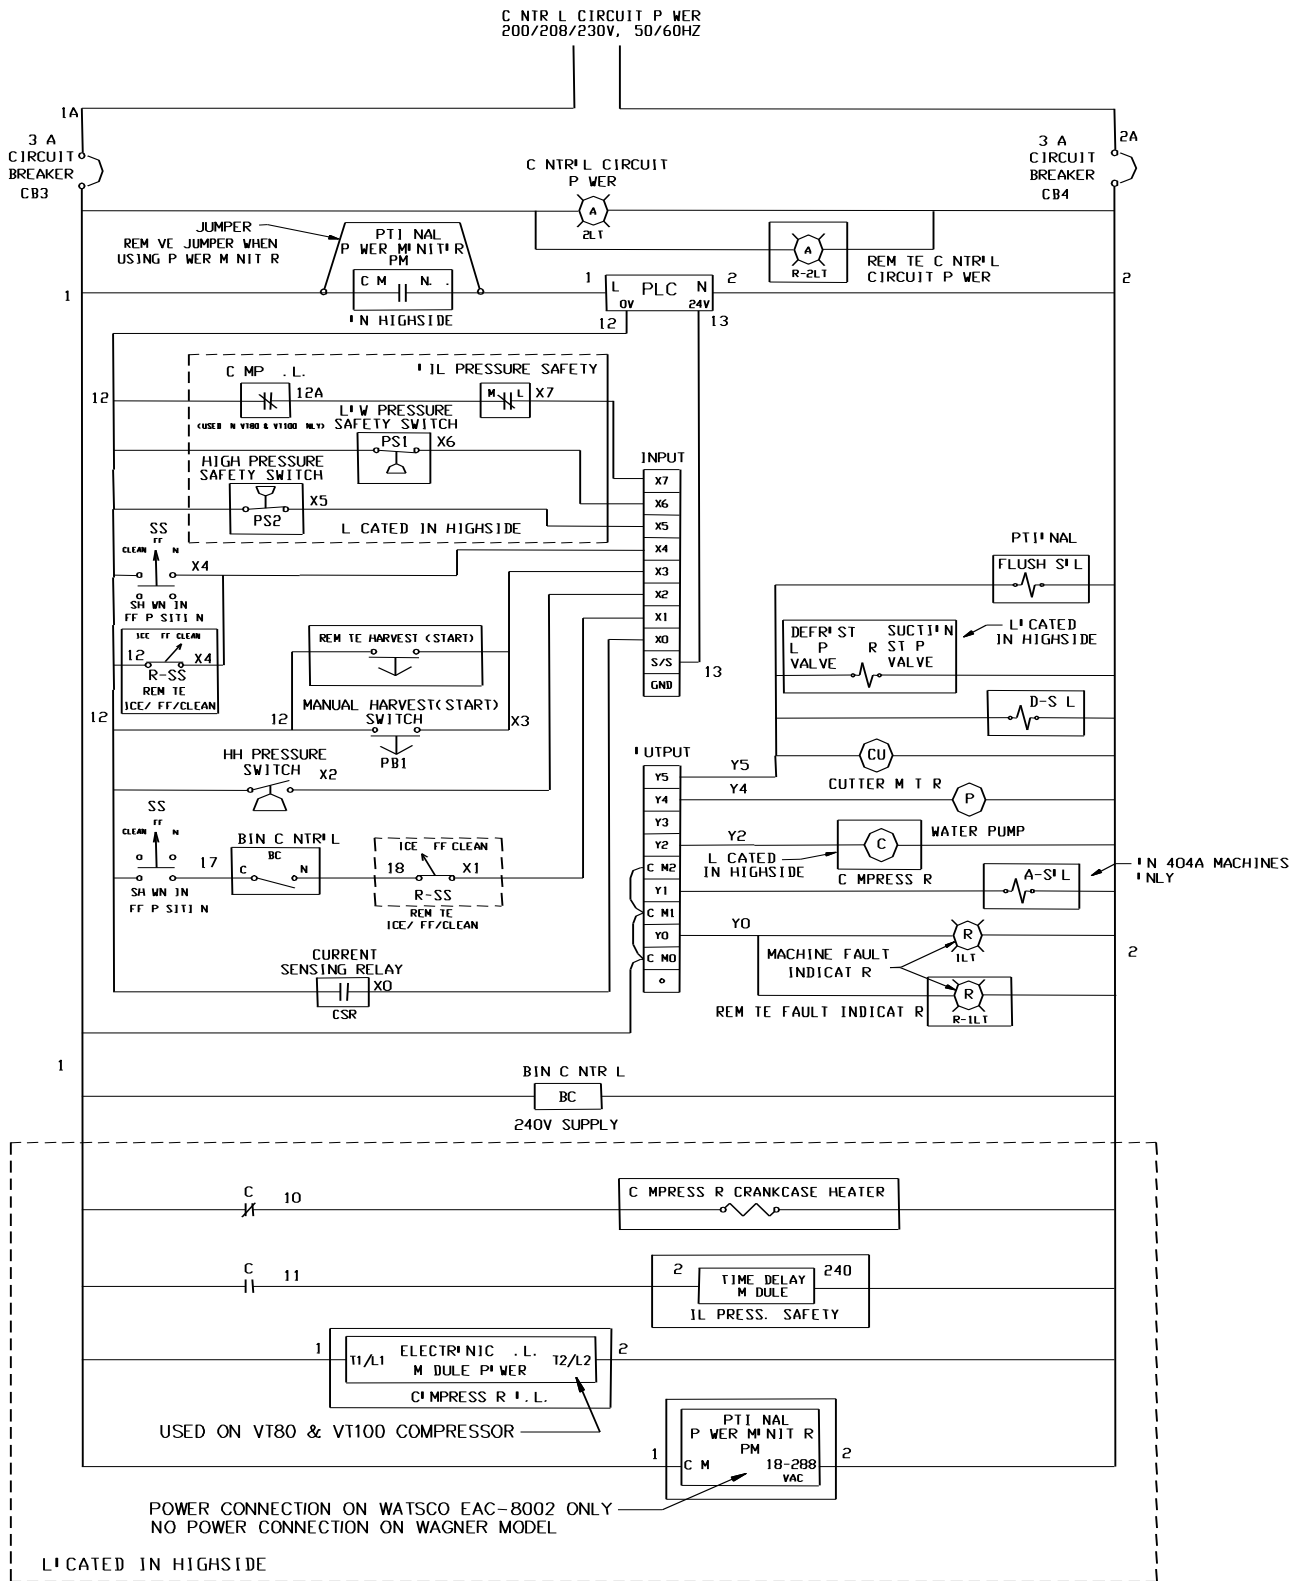 C NTR L CIRCUIT P WER
200/208/230V, 50/60HZ
1A
2A
3 A
CIRCUIT
BREAKER
CB3
3 A
CIRCUIT
BREAKER
CB4
C NTR L CIRCUIT
P WER
A
2LT
JUMPER
REM VE JUMPER WHEN
USING P WER M NIT R
PTI NAL
P WER M NIT R
PM
C M N. .
N HIGHSIDE
A
R-2LT
REM TE C NTR L
CIRCUIT P WER
1
1
L PLC N
0V 24V
2
2
12
13
C MP .L.
IL PRESSURE SAFETY
12
12A
M L
X7
(USED N VT80 & VT100 NLY)
L W PRESSURE
SAFETY SWITCH
PS1
X6
HIGH PRESSURE
SAFETY SWITCH
PS2
X5
L CATED IN HIGHSIDE
INPUT
X7
X6
X5
X4
X3
X2
X1
X0
S/S
GND
13
SS
FF
CLEAN N
X4
SH WN IN
FF P SITI N
ICE FF CLEAN
12
X4
R-SS
REM TE
ICE/ FF/CLEAN
REM TE HARVEST(START)
12
12
MANUAL HARVEST(START)
SWITCH
X3
PB1
HH PRESSURE
SWITCH
X2
SS
FF
CLEAN N
17
SH WN IN
FF P SITI N
BIN C NTR L
BC
C N
ICE FF CLEAN
18
X1
R-SS
REM TE
ICE/ FF/CLEAN
CURRENT
SENSING RELAY
X0
CSR
UTPUT
Y5
Y4
Y3
Y2
C M2
Y1
C M1
Y0
C M0
Y5
Y4
Y2
Y0
PTI NAL
FLUSH S L
DEFR ST
L P
VALVE
R
SUCTI N
ST P
VALVE
L CATED
IN HIGHSIDE
D-S L
CU
CUTTER M T R
P
WATER PUMP
C
C MPRESS R
L CATED
IN HIGHSIDE
A-S L
N 404A MACHINES
NLY
R
1LT
MACHINE FAULT
INDICAT R
R
R-1LT
REM TE FAULT INDICAT R
2
1
BIN C NTR L
BC
240V SUPPLY
C
10
C MPRESS R CRANKCASE HEATER
C
11
2
TIME DELAY
M DULE
240
IL PRESS. SAFETY
1
T1/L1
ELECTR NIC .L.
M DULE P WER
T2/L2
2
C MPRESS R .L.
USED ON VT80 & VT100 COMPRESSOR
PTI NAL
P WER M NIT R
PM
1
C M
18-288
VAC
2
POWER CONNECTION ON WATSCO EAC-8002 ONLY
NO POWER CONNECTION ON WAGNER MODEL
L CATED IN HIGHSIDE